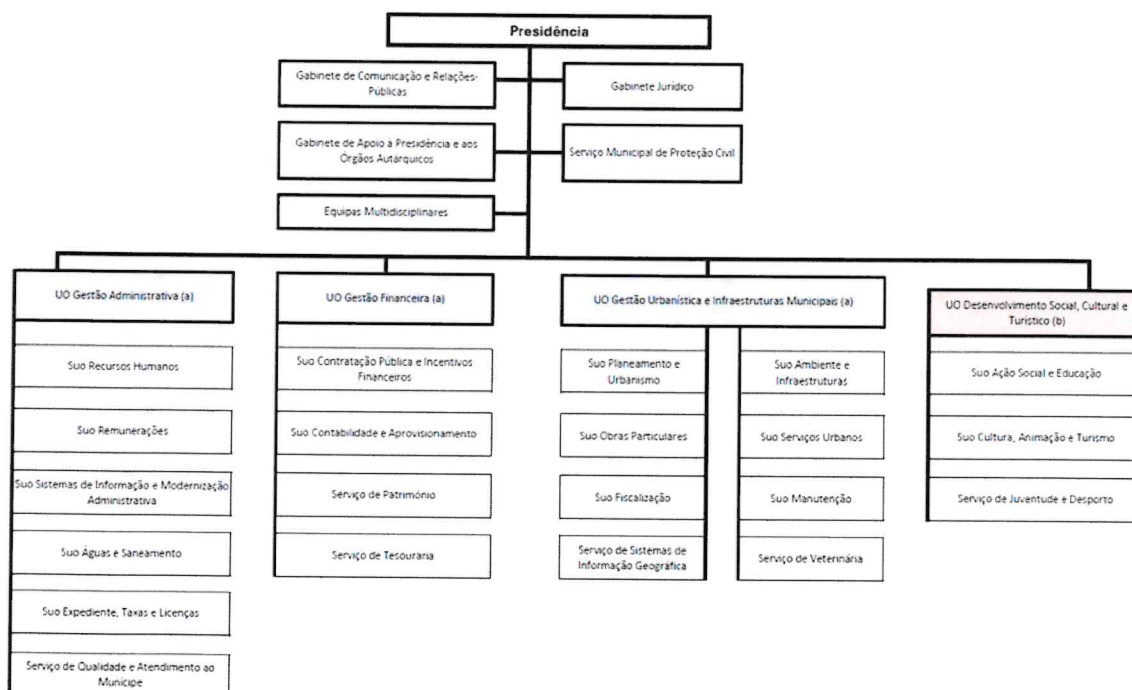 Presidência
Gabinete de Comunicação e Relações-
Públicas
Gabinete Jurídico
Gabinete de Apoio à Presidência e aos
Órgãos Autárquicos
Serviço Municipal de Proteção Civil
Equipas Multidisciplinares
UO Gestão Administrativa (a)
Suo Recursos Humanos
Suo Remunerações
Suo Sistemas de Informação e Modernização
Administrativa
Suo Águas e Saneamento
Suo Expediente, Taxas e Licenças
Serviço de Qualidade e Atendimento ao
Munícipe
UO Gestão Financeira (a)
Suo Contratação Pública e Incentivos
Financeiros
Suo Contabilidade e Aprovisionamento
Serviço de Património
Serviço de Tesouraria
UO Gestão Urbanística e Infraestruturas Municipais (a)
Suo Planeamento e
Urbanismo
Suo Obras Particulares
Suo Fiscalização
Serviço de Sistemas de
Informação Geográfica
Suo Ambiente e
Infraestruturas
Suo Serviços Urbanos
Suo Manutenção
Serviço de Veterinária
UO Desenvolvimento Social, Cultural e
Turístico (b)
Suo Ação Social e Educação
Suo Cultura, Animação e Turismo
Serviço de Juventude e Desporto